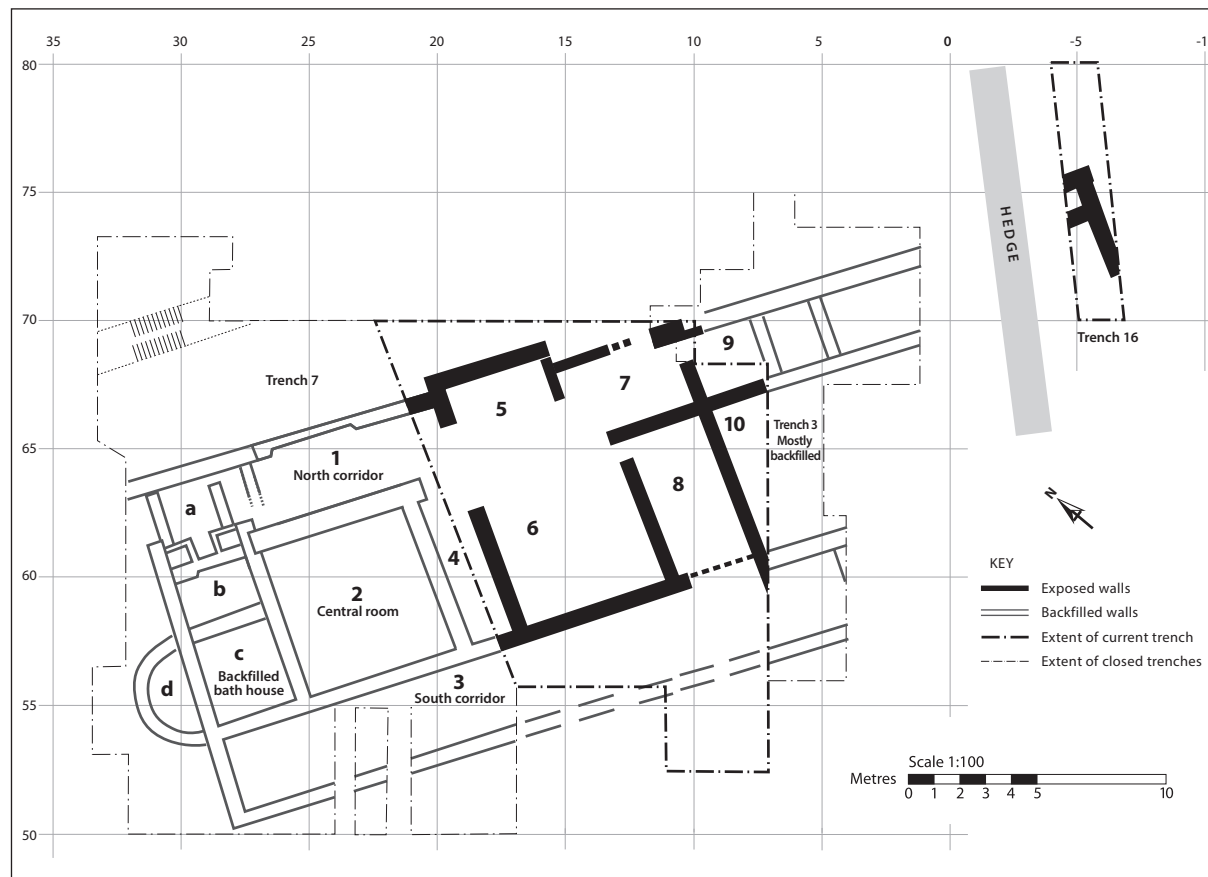 35 30 25 20 15 10 5 0 -5 -1
80
75
70
65
60
55
50
HEDGE
Trench 16
Trench 7
9
7
5
10
Trench 3
Mostly
backfilled
1
North corridor
a
8
6
4
N
b
2
Central room
KEY
Exposed walls
Backfilled walls
Extent of current trench
Extent of closed trenches
c
Backfilled
bath house
d
3
South corridor
Scale 1:100
Metres
0 1 2 3 4 5 10